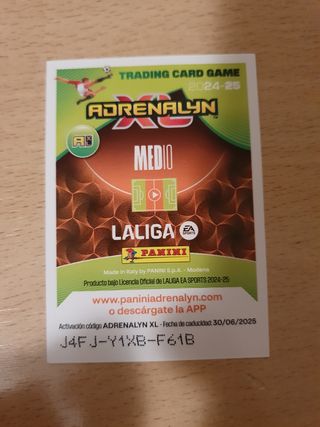 TRADING CARD GAME
2024-25
ADRENALYN
XL
MEDIO
LALIGA EA SPORTS
PANINI
Made in Italy by PANINI S.p.A. - Modena
Producto bajo Licencia Oficial de LALIGA EA SPORTS 2024-25
www.paniniadrenalyn.com
o descárgate la APP
Activación código ADRENALYN XL - Fecha de caducidad: 30/06/2025
J4FJ-Y1XB-F61B